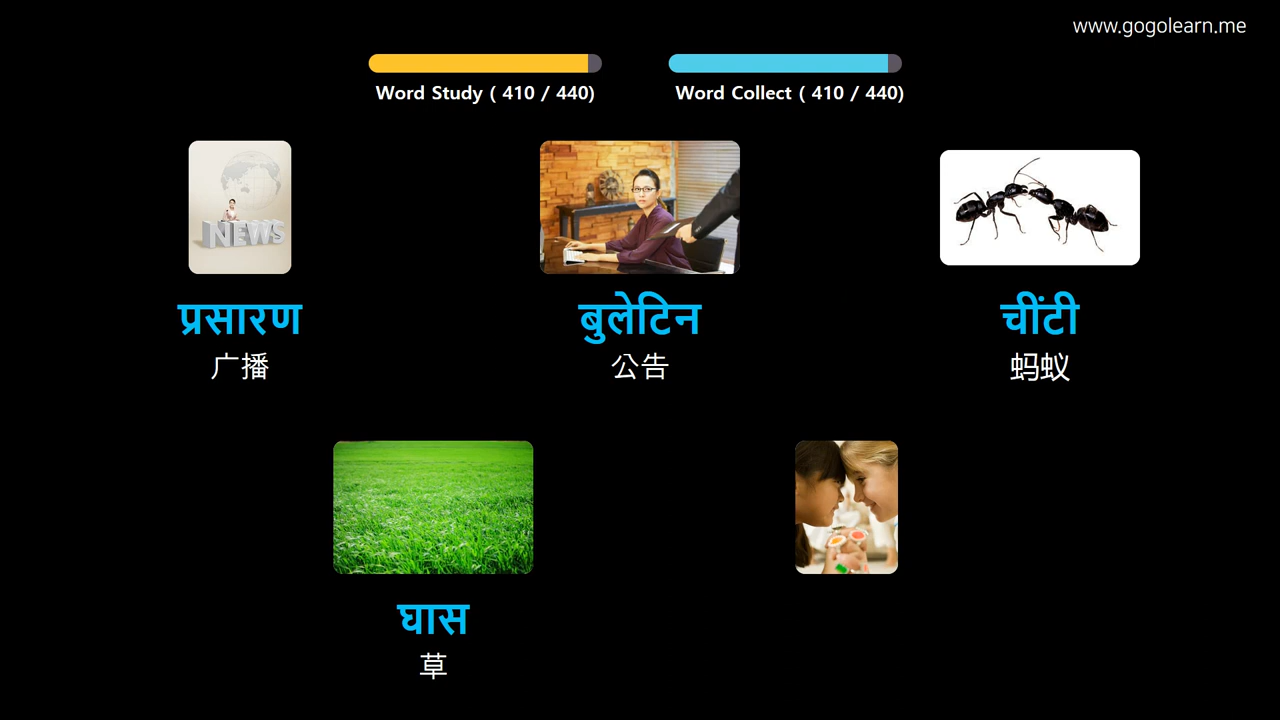 www.gogolearn.me
Word Study ( 410 / 440)
Word Collect ( 410 / 440)
NEWS
प्रसारण
广播
बुलेटिन
公告
चींटी
蚂蚁
घास
草